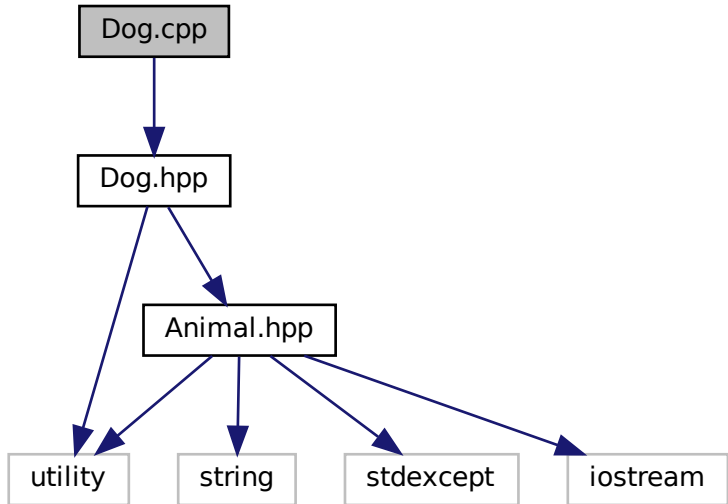 Dog.cpp
Dog.hpp
Animal.hpp
utility
string
stdexcept
iostream